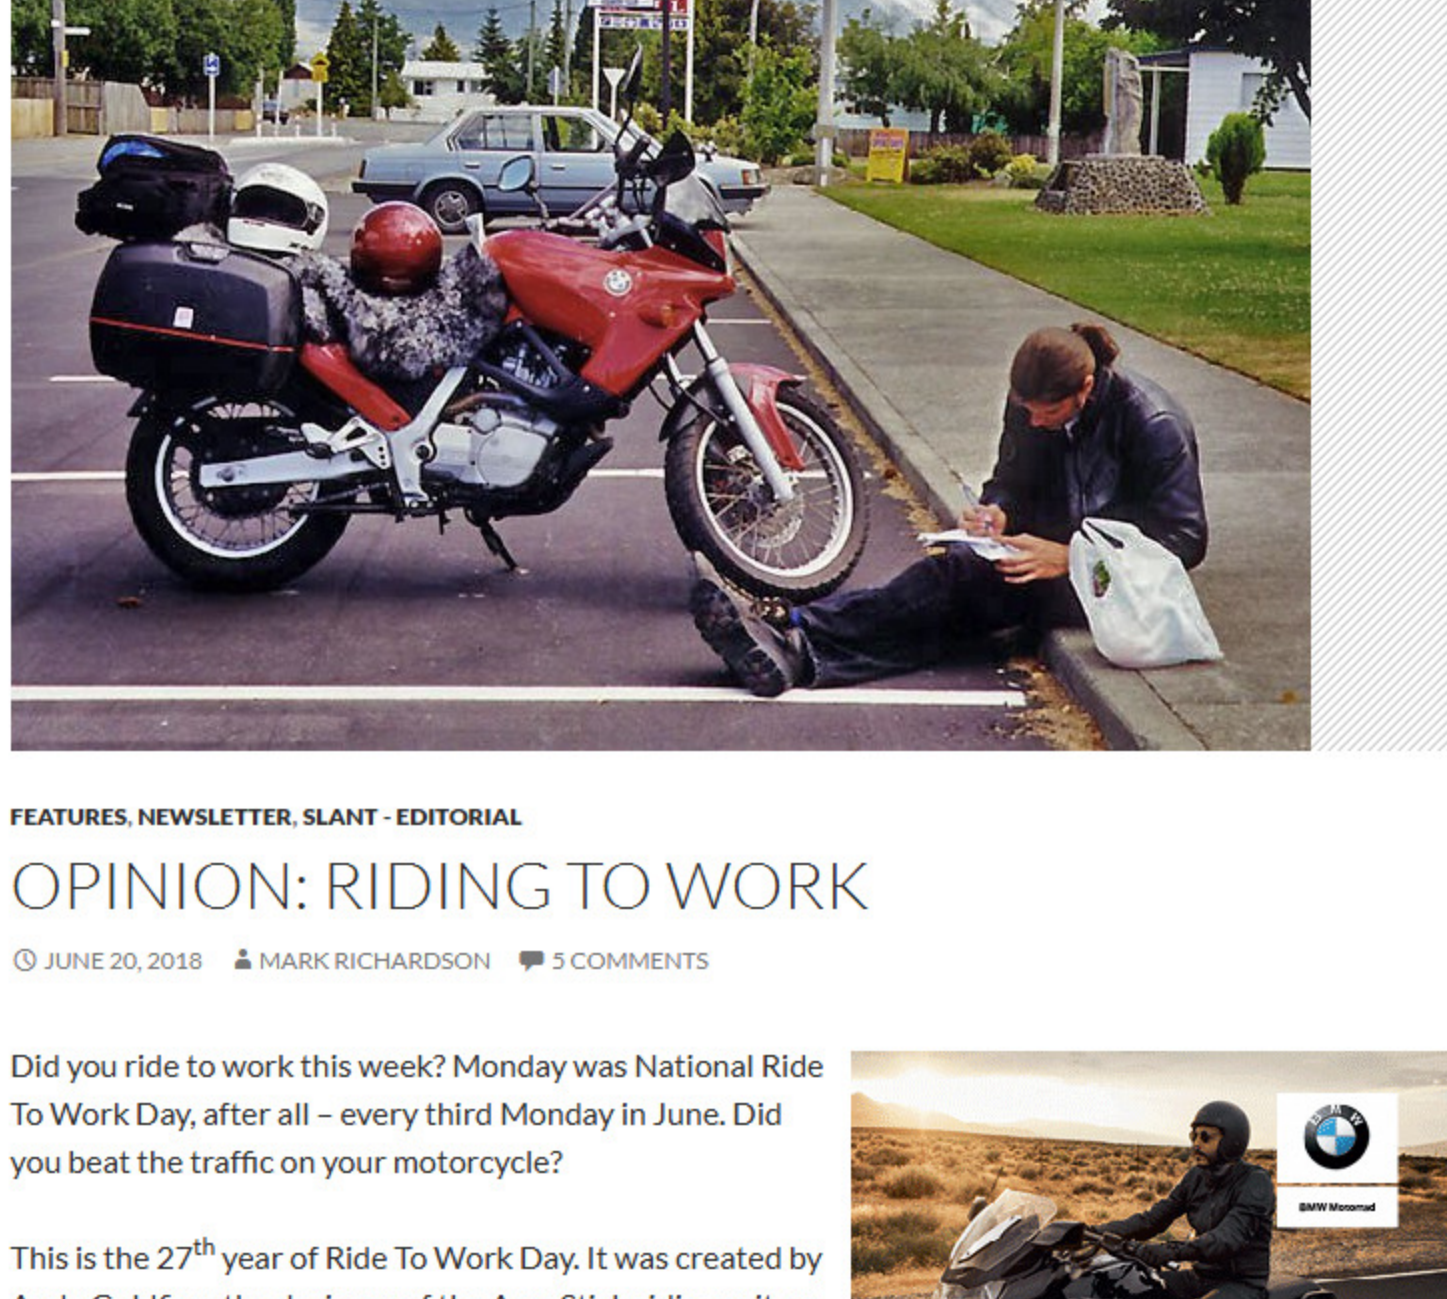 FEATURES, NEWSLETTER, SLANT - EDITORIAL
OPINION: RIDING TO WORK
JUNE 20, 2018 MARK RICHARDSON 5 COMMENTS
Did you ride to work this week? Monday was National Ride
To Work Day, after all – every third Monday in June. Did
you beat the traffic on your motorcycle?
This is the 27th year of Ride To Work Day. It was created by
BMW
BMW Motorrad